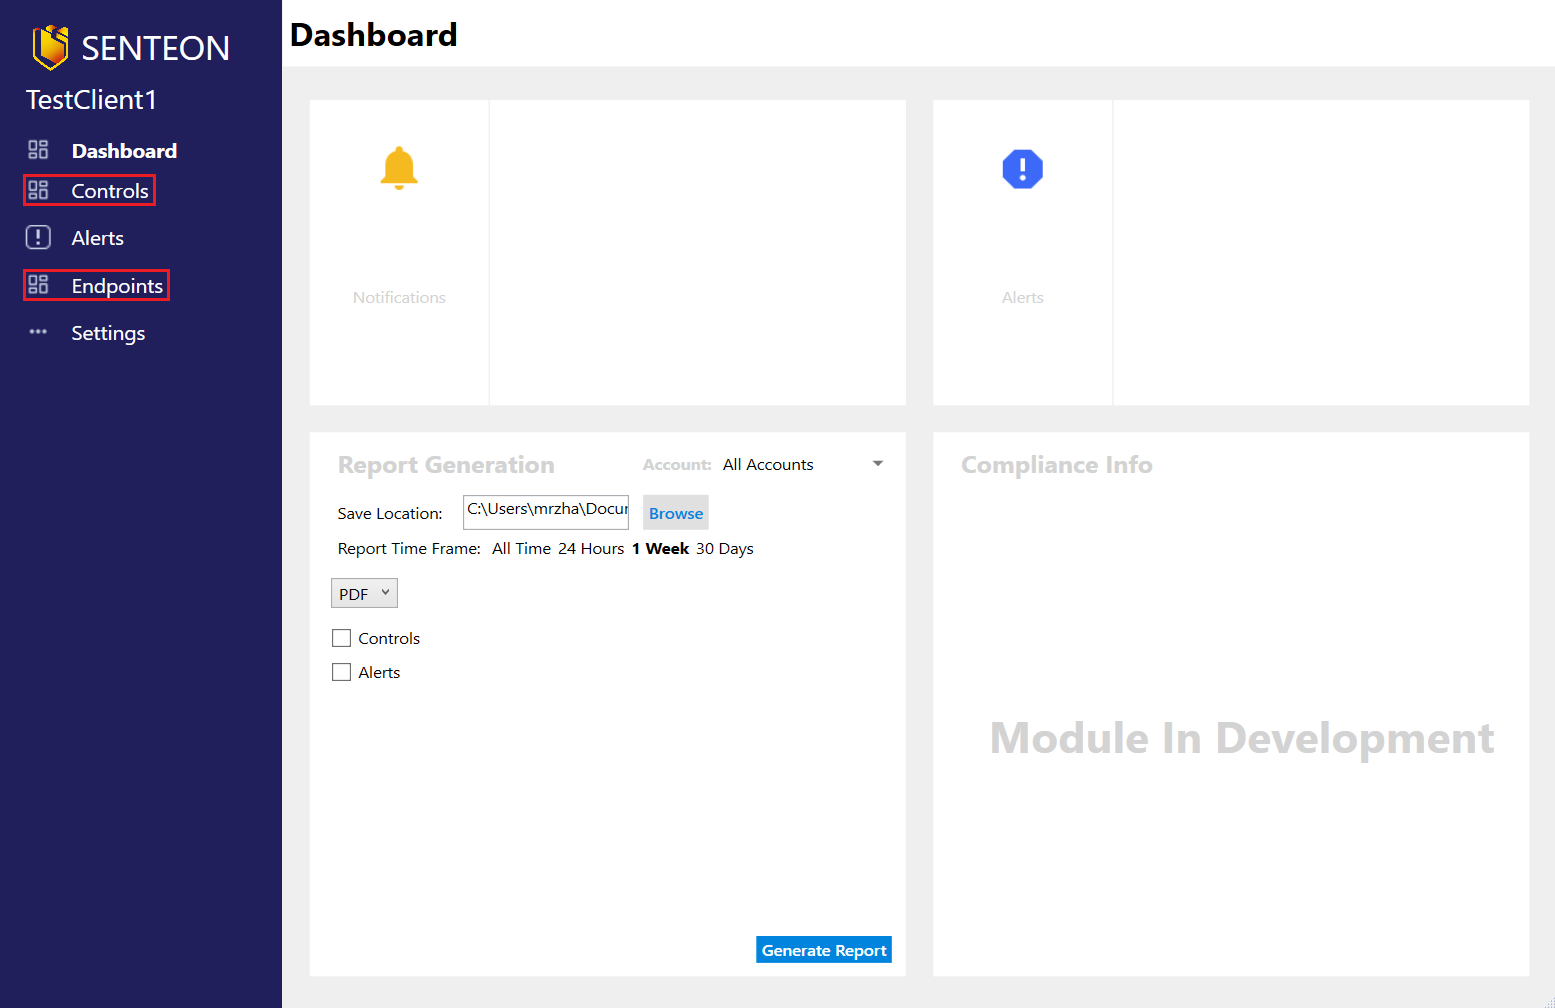 SENTEON
TestClient1
Dashboard
Controls
Alerts
Endpoints
Settings
Dashboard
Notifications
Alerts
Report Generation
Account: All Accounts
Save Location: C:\Users\mrzha\Docu
Browse
Report Time Frame: All Time 24 Hours 1 Week 30 Days
PDF
Controls
Alerts
Generate Report
Compliance Info
Module In Development